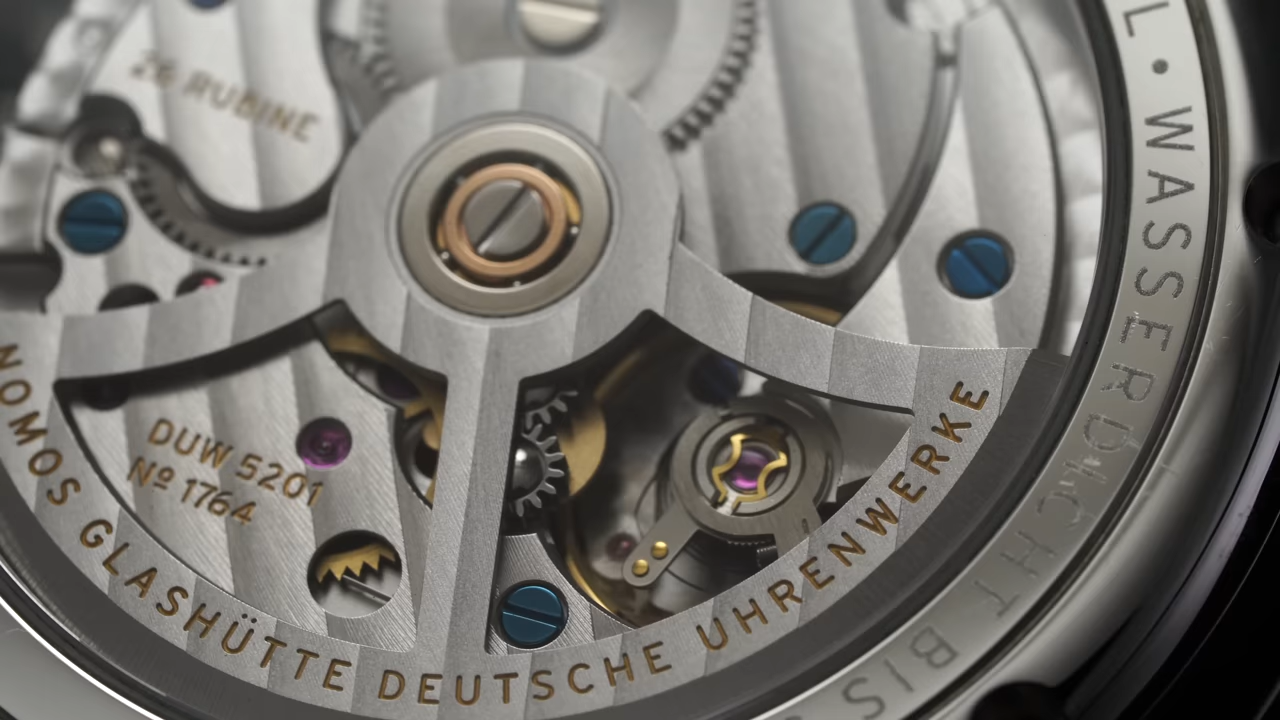 26 RUBINE
DUW 5201
Nº 1764
NOMOS GLASHÜTTE DEUTSCHE UHRENWERKE
L • WASSERDICHT BIS